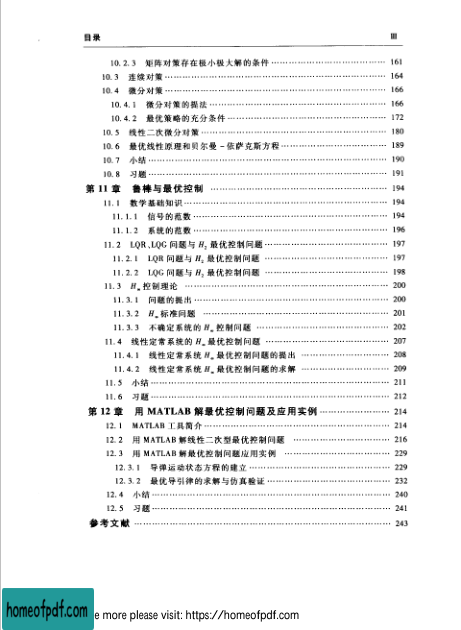 目录 Ⅲ
10.2.3 矩阵对策存在极小极大解的条件 …… 161
10.3 连续对策 …… 164
10.4 微分对策 …… 166
10.4.1 微分对策的提法 …… 166
10.4.2 最优策略的充分条件 …… 172
10.5 线性二次微分对策 …… 180
10.6 最优线性原理和贝尔曼-依萨克斯方程 …… 189
10.7 小结 …… 190
10.8 习题 …… 191
第11章 鲁棒与最优控制 …… 194
11.1 数学基础知识 …… 194
11.1.1 信号的范数 …… 194
11.1.2 系统的范数 …… 196
11.2 LQR、LQG 问题与 H₂ 最优控制问题 …… 197
11.2.1 LQR 问题与 H₂ 最优控制问题 …… 197
11.2.2 LQG 问题与 H₂ 最优控制问题 …… 198
11.3 H∞ 控制理论 …… 200
11.3.1 问题的提出 …… 200
11.3.2 H∞ 标准问题 …… 201
11.3.3 不确定系统的 H∞ 控制问题 …… 202
11.4 线性定常系统的 H∞ 最优控制问题 …… 207
11.4.1 线性定常系统 H∞ 最优控制问题的提出 …… 208
11.4.2 线性定常系统 H∞ 最优控制问题的求解 …… 209
11.5 小结 …… 211
11.6 习题 …… 212
第12章 用 MATLAB 解最优控制问题及应用实例 …… 214
12.1 MATLAB 工具简介 …… 214
12.2 用 MATLAB 解线性二次型最优控制问题 …… 216
12.3 用 MATLAB 解最优控制问题应用实例 …… 229
12.3.1 导弹运动状态方程的建立 …… 229
12.3.2 最优导引律的求解与仿真验证 …… 232
12.4 小结 …… 240
12.5 习题 …… 241
参考文献 …… 243
homeofpdf.com
e more please visit: https://homeofpdf.com